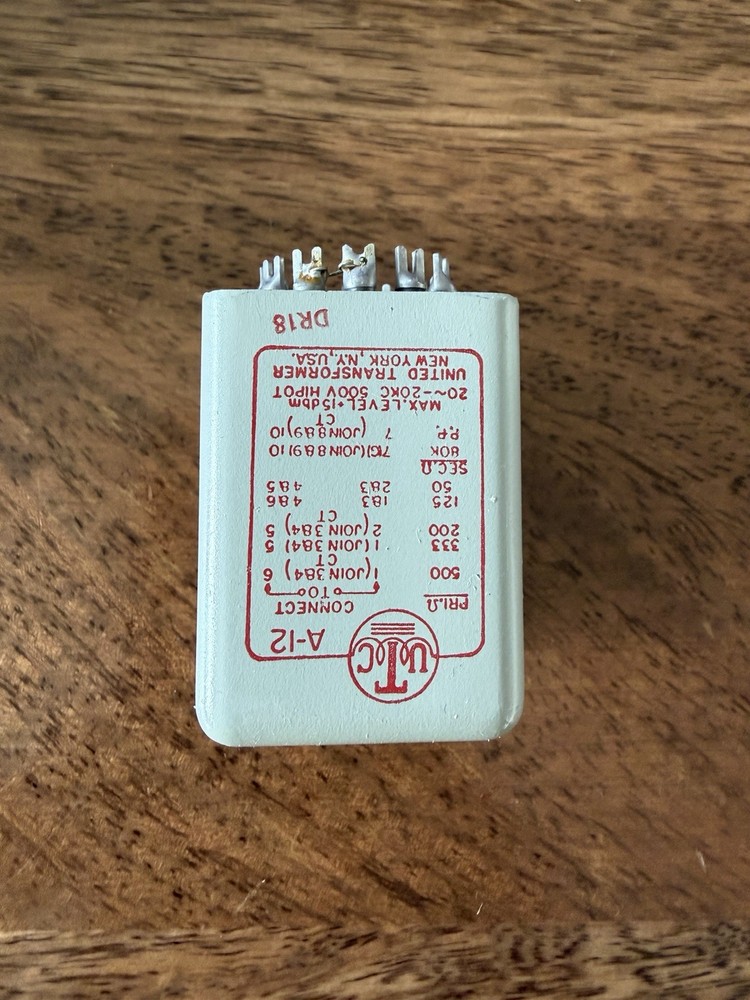 UTC A-12
CONNECT
PRI.Ω TO
500 1 (JOIN 3&4) 6
CT
333 1 (JOIN 3&4) 5
200 2 (JOIN 3&4) 5
CT
125 1&3 4&6
50 2&3 4&5
SEC.Ω
80K 7(G)(JOIN 8&9)10
P.P. 7 (JOIN 8&9)10
CT
MAX.LEVEL+15dbm
20~-20KC 500V HIPOT
UNITED TRANSFORMER
NEW YORK, N.Y., U.S.A.
DR18